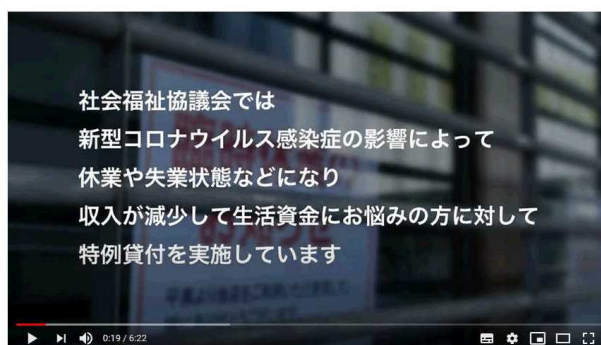 社会福祉協議会では
新型コロナウイルス感染症の影響によって
休業や失業状態などになり
収入が減少して生活資金にお悩みの方に対して
特例貸付を実施しています
0:19 / 6:22